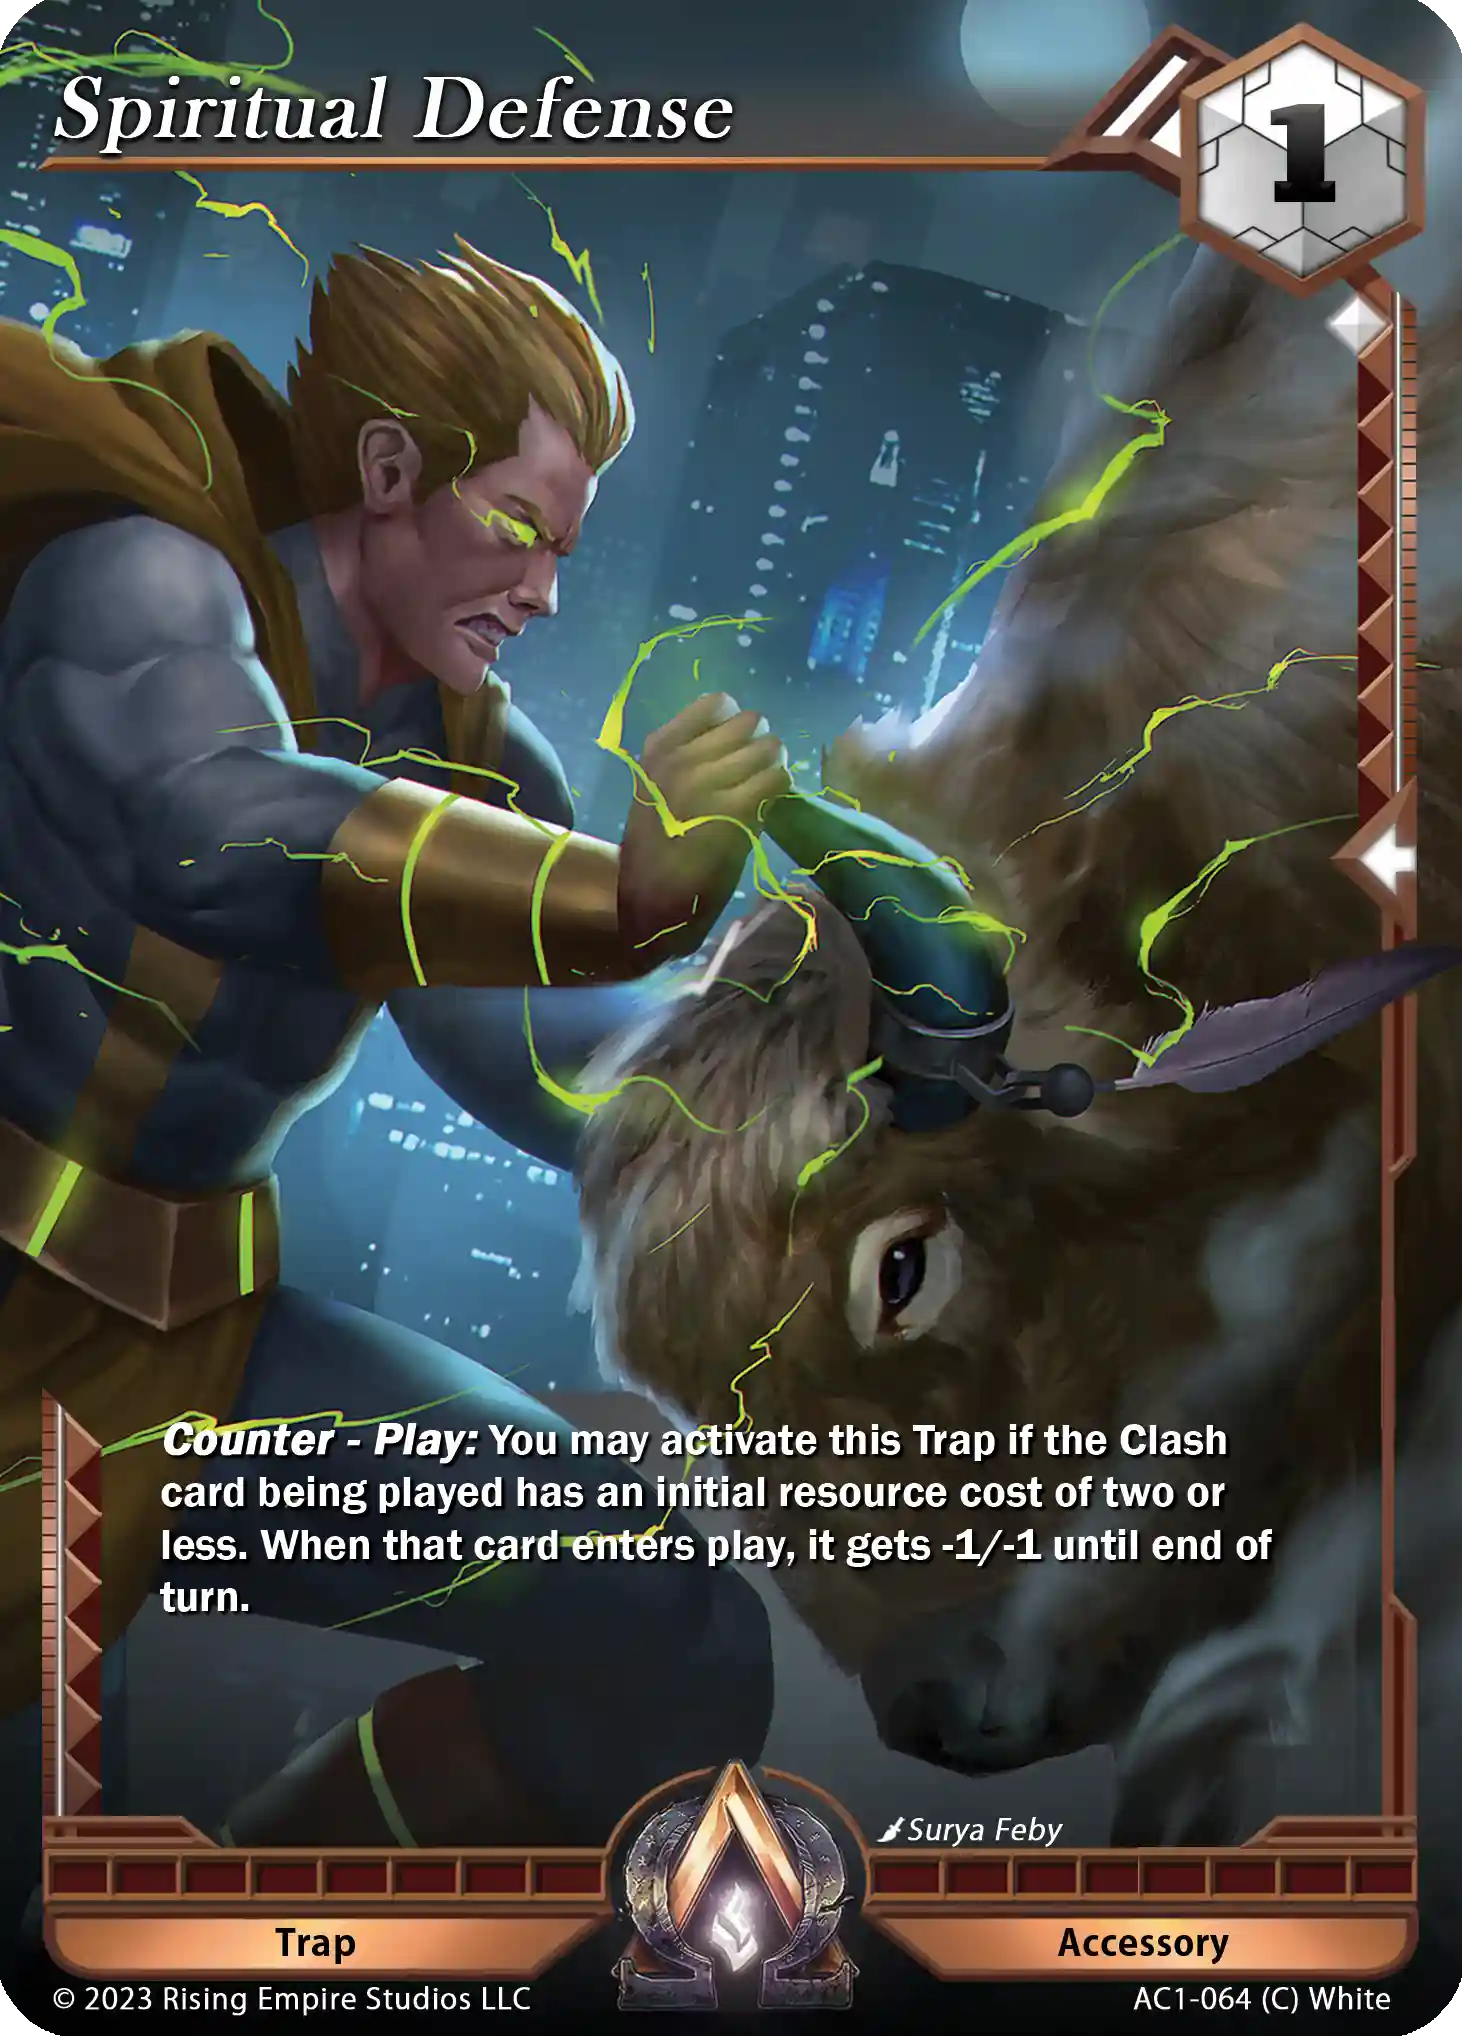 Spiritual Defense
1
Counter - Play: You may activate this Trap if the Clash
card being played has an initial resource cost of two or
less. When that card enters play, it gets -1/-1 until end of
turn.
Surya Feby
Trap
Accessory
© 2023 Rising Empire Studios LLC
AC1-064 (C) White